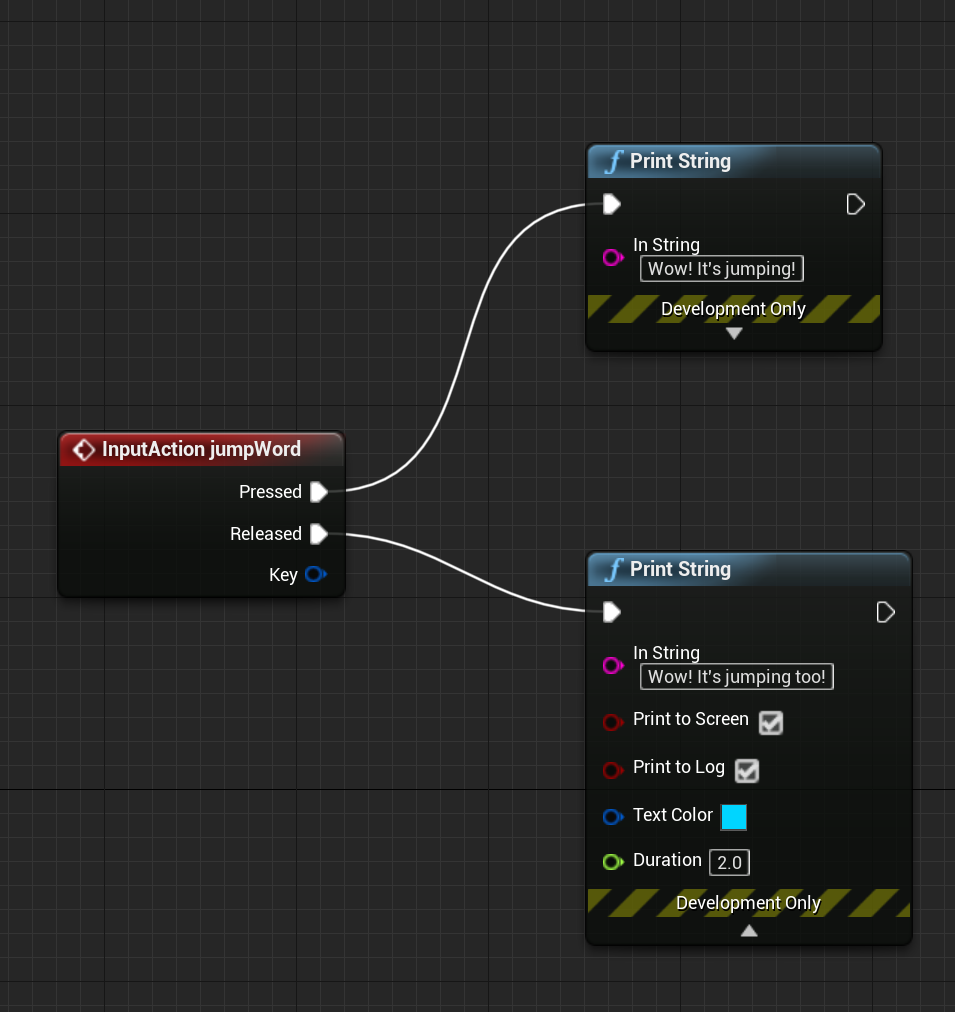 Print String
In String
Wow! It's jumping!
Development Only
InputAction jumpWord
Pressed
Released
Key
Print String
In String
Wow! It's jumping too!
Print to Screen
Print to Log
Text Color
Duration 2.0
Development Only